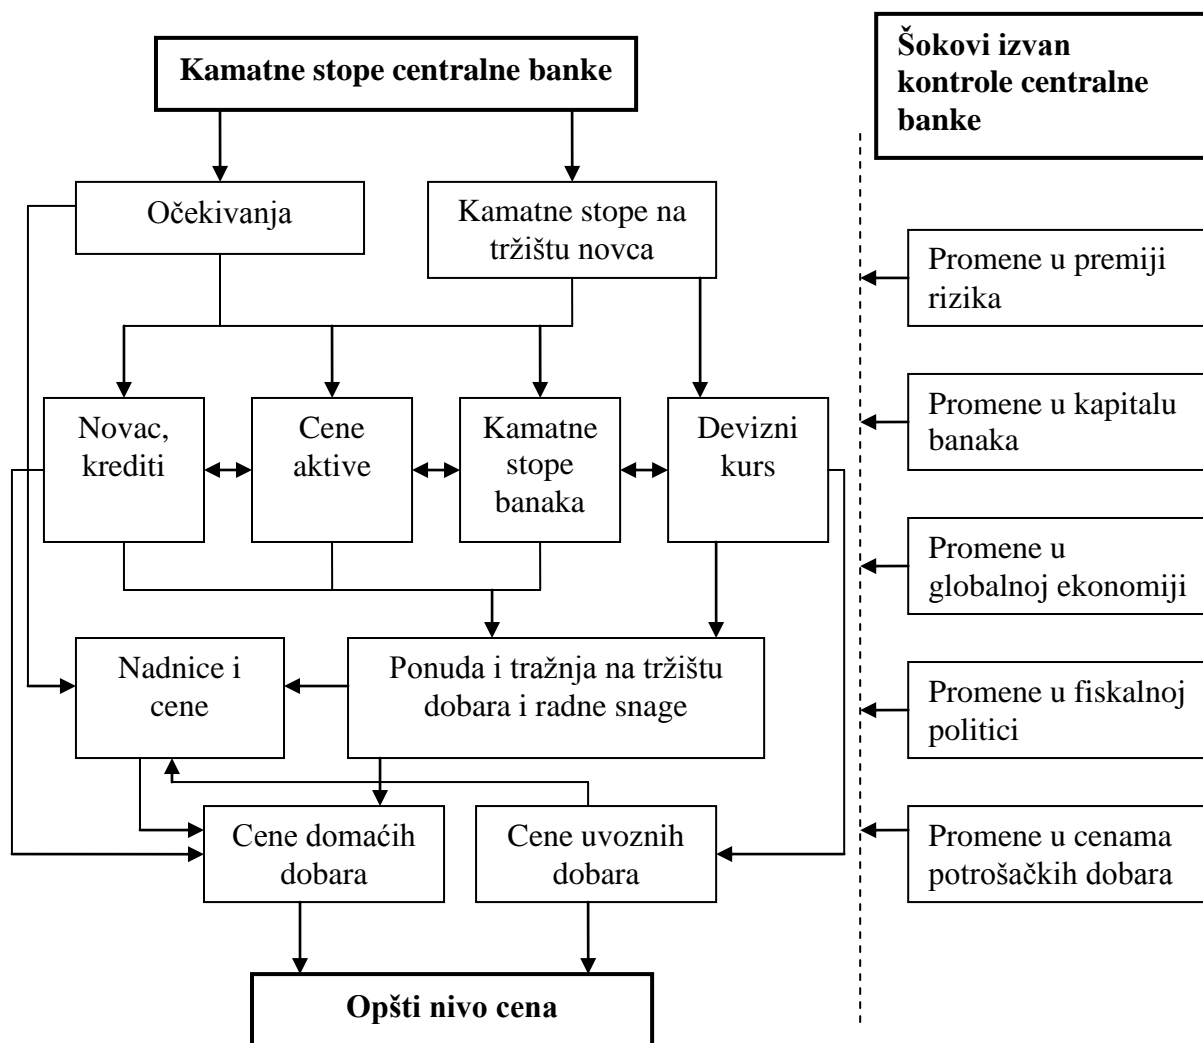 Kamatne stope centralne banke
Šokovi izvan
kontrole centralne
banke
Očekivanja
Kamatne stope na
tržištu novca
Promene u premiji
rizika
Novac,
krediti
Cene
aktive
Kamatne
stope
banaka
Devizni
kurs
Promene u kapitalu
banaka
Promene u
globalnoj ekonomiji
Nadnice i
cene
Ponuda i tražnja na tržištu
dobara i radne snage
Promene u fiskalnoj
politici
Cene domaćih
dobara
Cene uvoznih
dobara
Promene u cenama
potrošačkih dobara
Opšti nivo cena